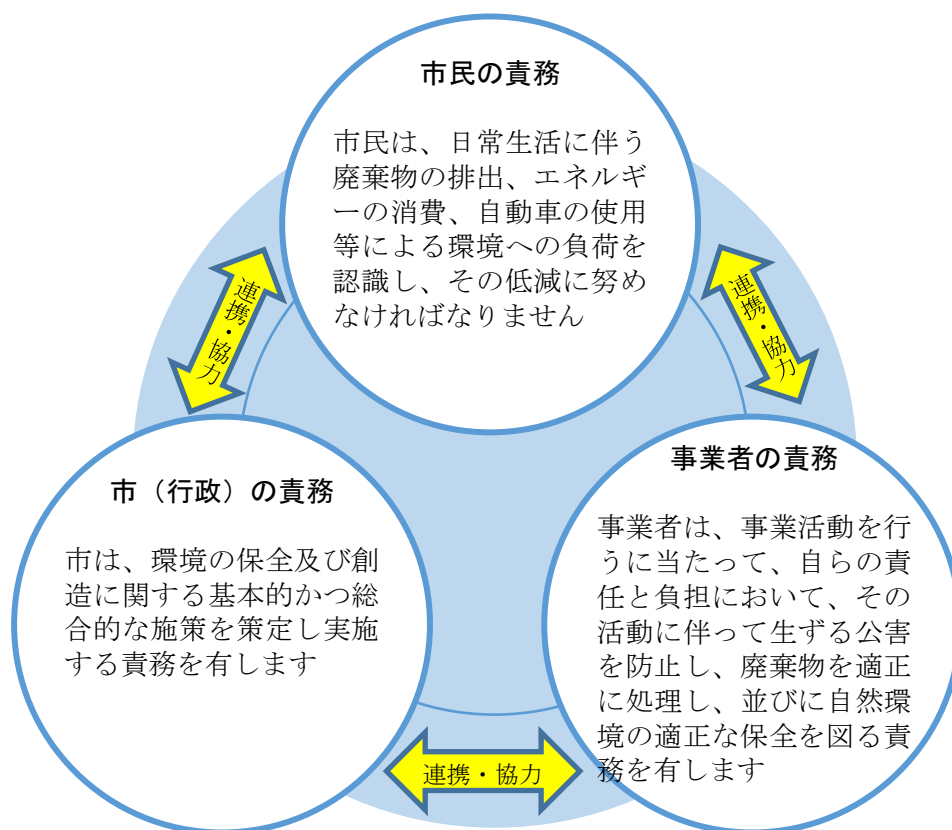 市民の責務
市民は、日常生活に伴う
廃棄物の排出、エネルギ
ーの消費、自動車の使用
等による環境への負荷を
認識し、その低減に努め
なければなりません
連携・協力
連携・協力
市（行政）の責務
市は、環境の保全及び創
造に関する基本的かつ総
合的な施策を策定し実施
する責務を有します
事業者の責務
事業者は、事業活動を行
うに当たって、自らの責
任と負担において、その
活動に伴って生ずる公害
を防止し、廃棄物を適正
に処理し、並びに自然環
境の適正な保全を図る責
務を有します
連携・協力